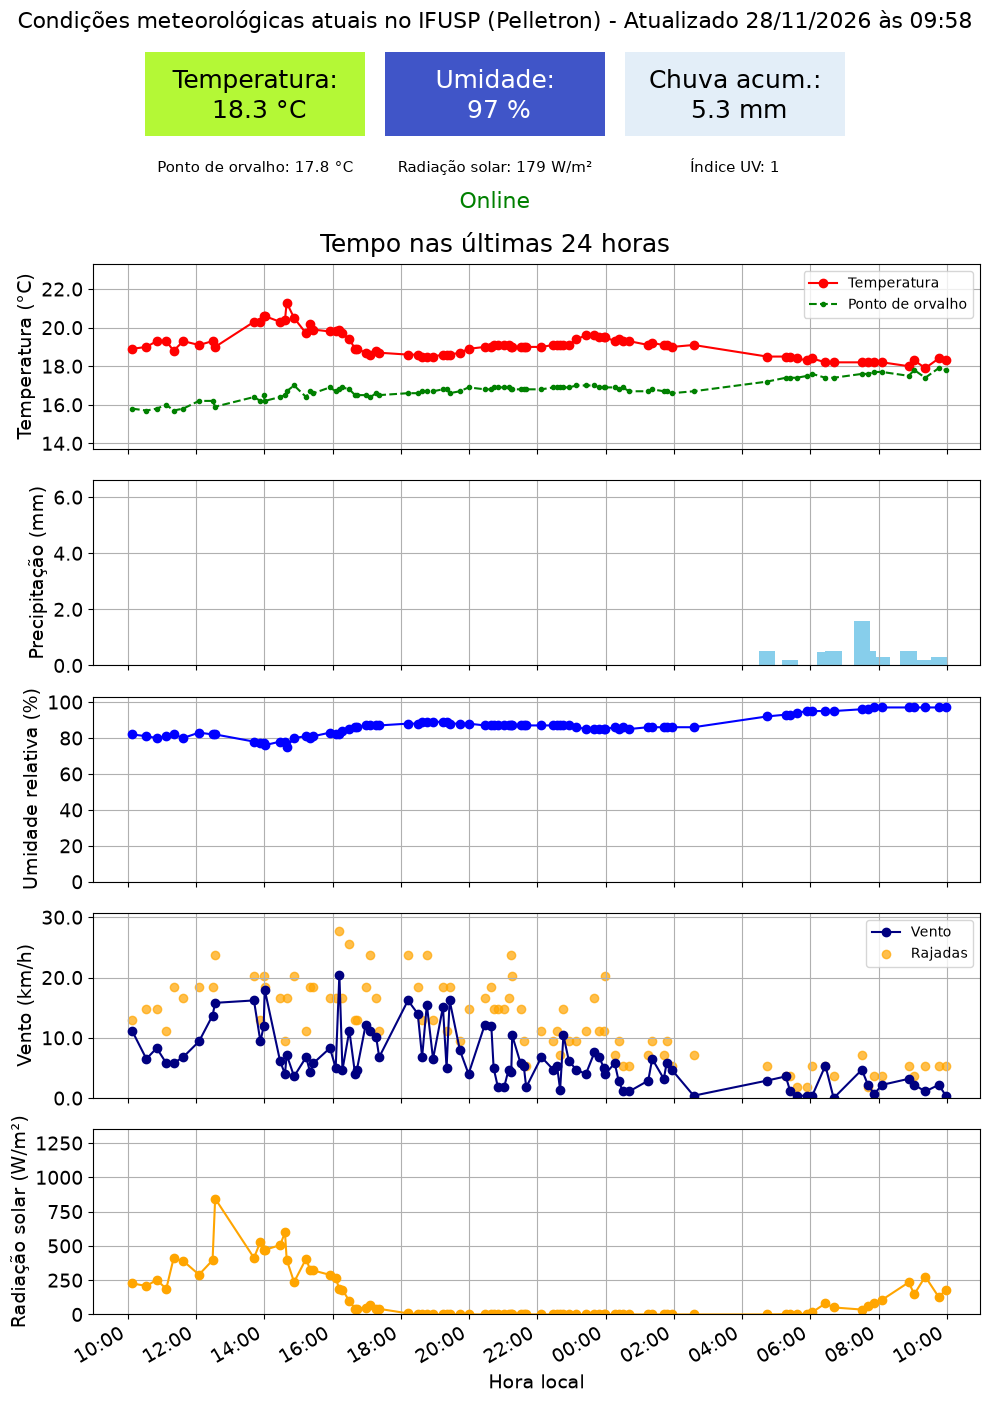 Condições meteorológicas atuais no IFUSP (Pelletron) - Atualizado 28/11/2026 às 09:58
Temperatura:
18.3 °C
Umidade:
97 %
Chuva acum.:
5.3 mm
Ponto de orvalho: 17.8 °C
Radiação solar: 179 W/m²
Índice UV: 1
Online
Tempo nas últimas 24 horas
Temperatura (°C)
22.0
20.0
18.0
16.0
14.0
Temperatura
Ponto de orvalho
Precipitação (mm)
6.0
4.0
2.0
0.0
Umidade relativa (%)
100
80
60
40
20
0
Vento (km/h)
30.0
20.0
10.0
0.0
Vento
Rajadas
Radiação solar (W/m²)
1250
1000
750
500
250
0
10:00
12:00
14:00
16:00
18:00
20:00
22:00
00:00
02:00
04:00
06:00
08:00
10:00
Hora local